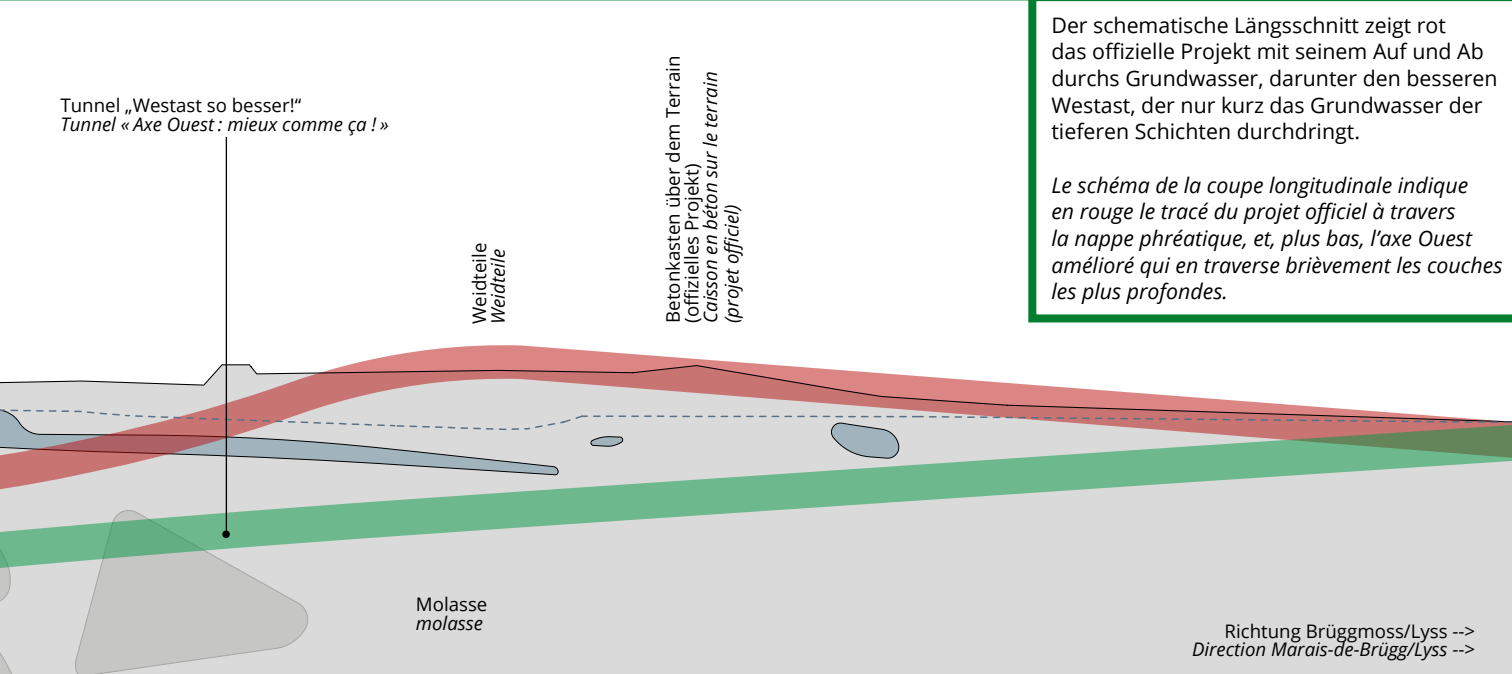 Tunnel „Westast so besser!“
Tunnel « Axe Ouest : mieux comme ça ! »
Weidteile
Weidteile
Betonkasten über dem Terrain
(offizielles Projekt)
Caisson en béton sur le terrain
(projet officiel)
Der schematische Längsschnitt zeigt rot
das offizielle Projekt mit seinem Auf und Ab
durchs Grundwasser, darunter den besseren
Westast, der nur kurz das Grundwasser der
tieferen Schichten durchdringt.
Le schéma de la coupe longitudinale indique
en rouge le tracé du projet officiel à travers
la nappe phréatique, et, plus bas, l’axe Ouest
amélioré qui en traverse brièvement les couches
les plus profondes.
Molasse
molasse
Richtung Brüggmoss/Lyss -->
Direction Marais-de-Brügg/Lyss -->